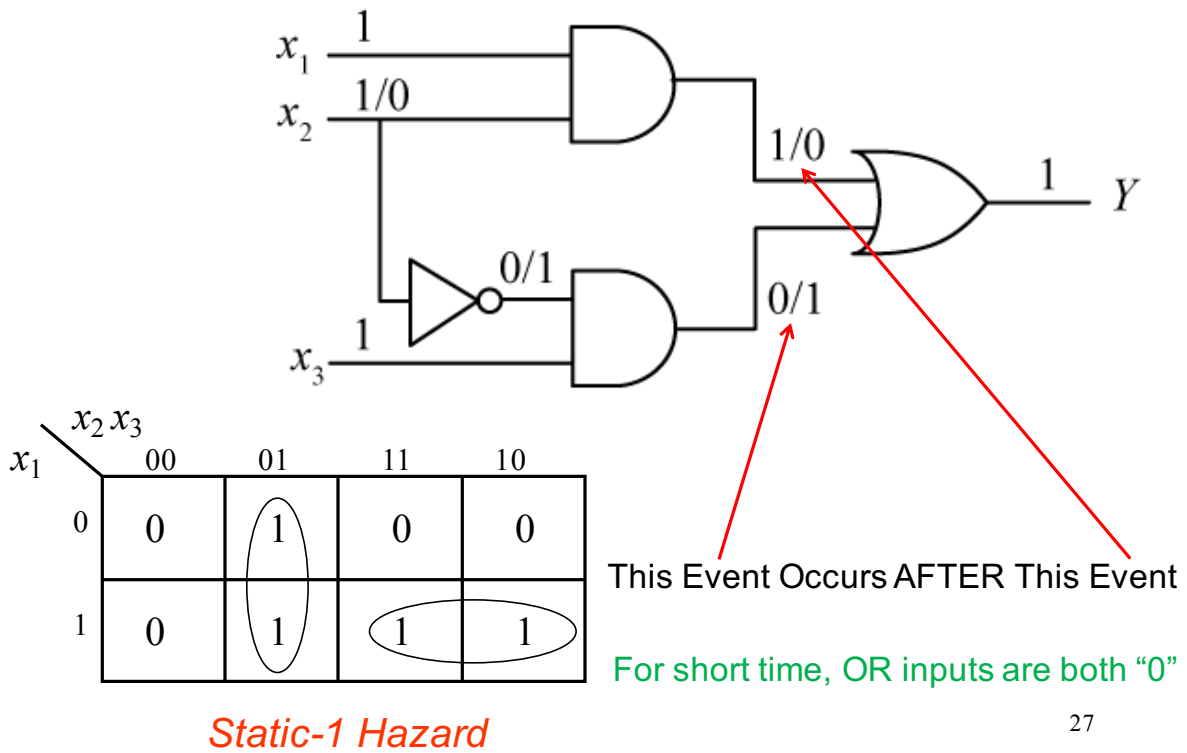 x1 1
x2 1/0
1/0
1 Y
0/1
0/1
x3 1
x2 x3
x1 00 01 11 10
0 0 1 0 0
1 0 1 1 1
This Event Occurs AFTER This Event
For short time, OR inputs are both “0”
Static-1 Hazard
27